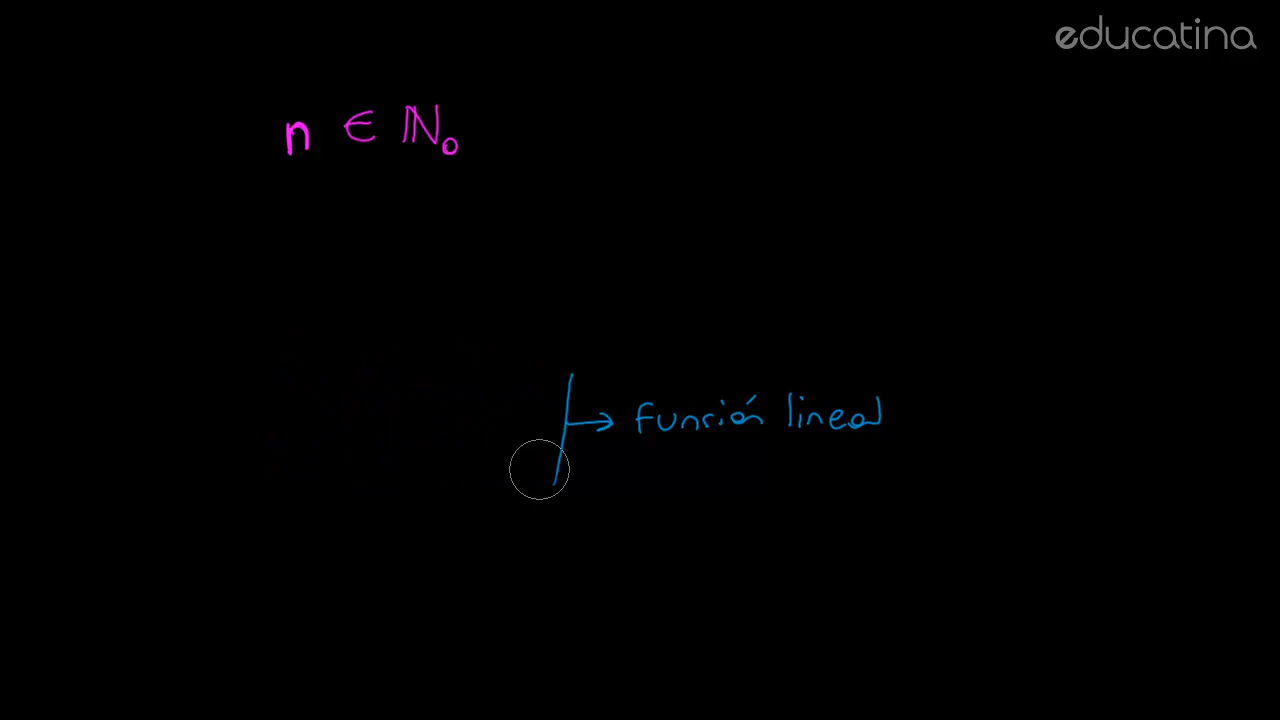 educatina
n ∈ ℕ₀
función lineal